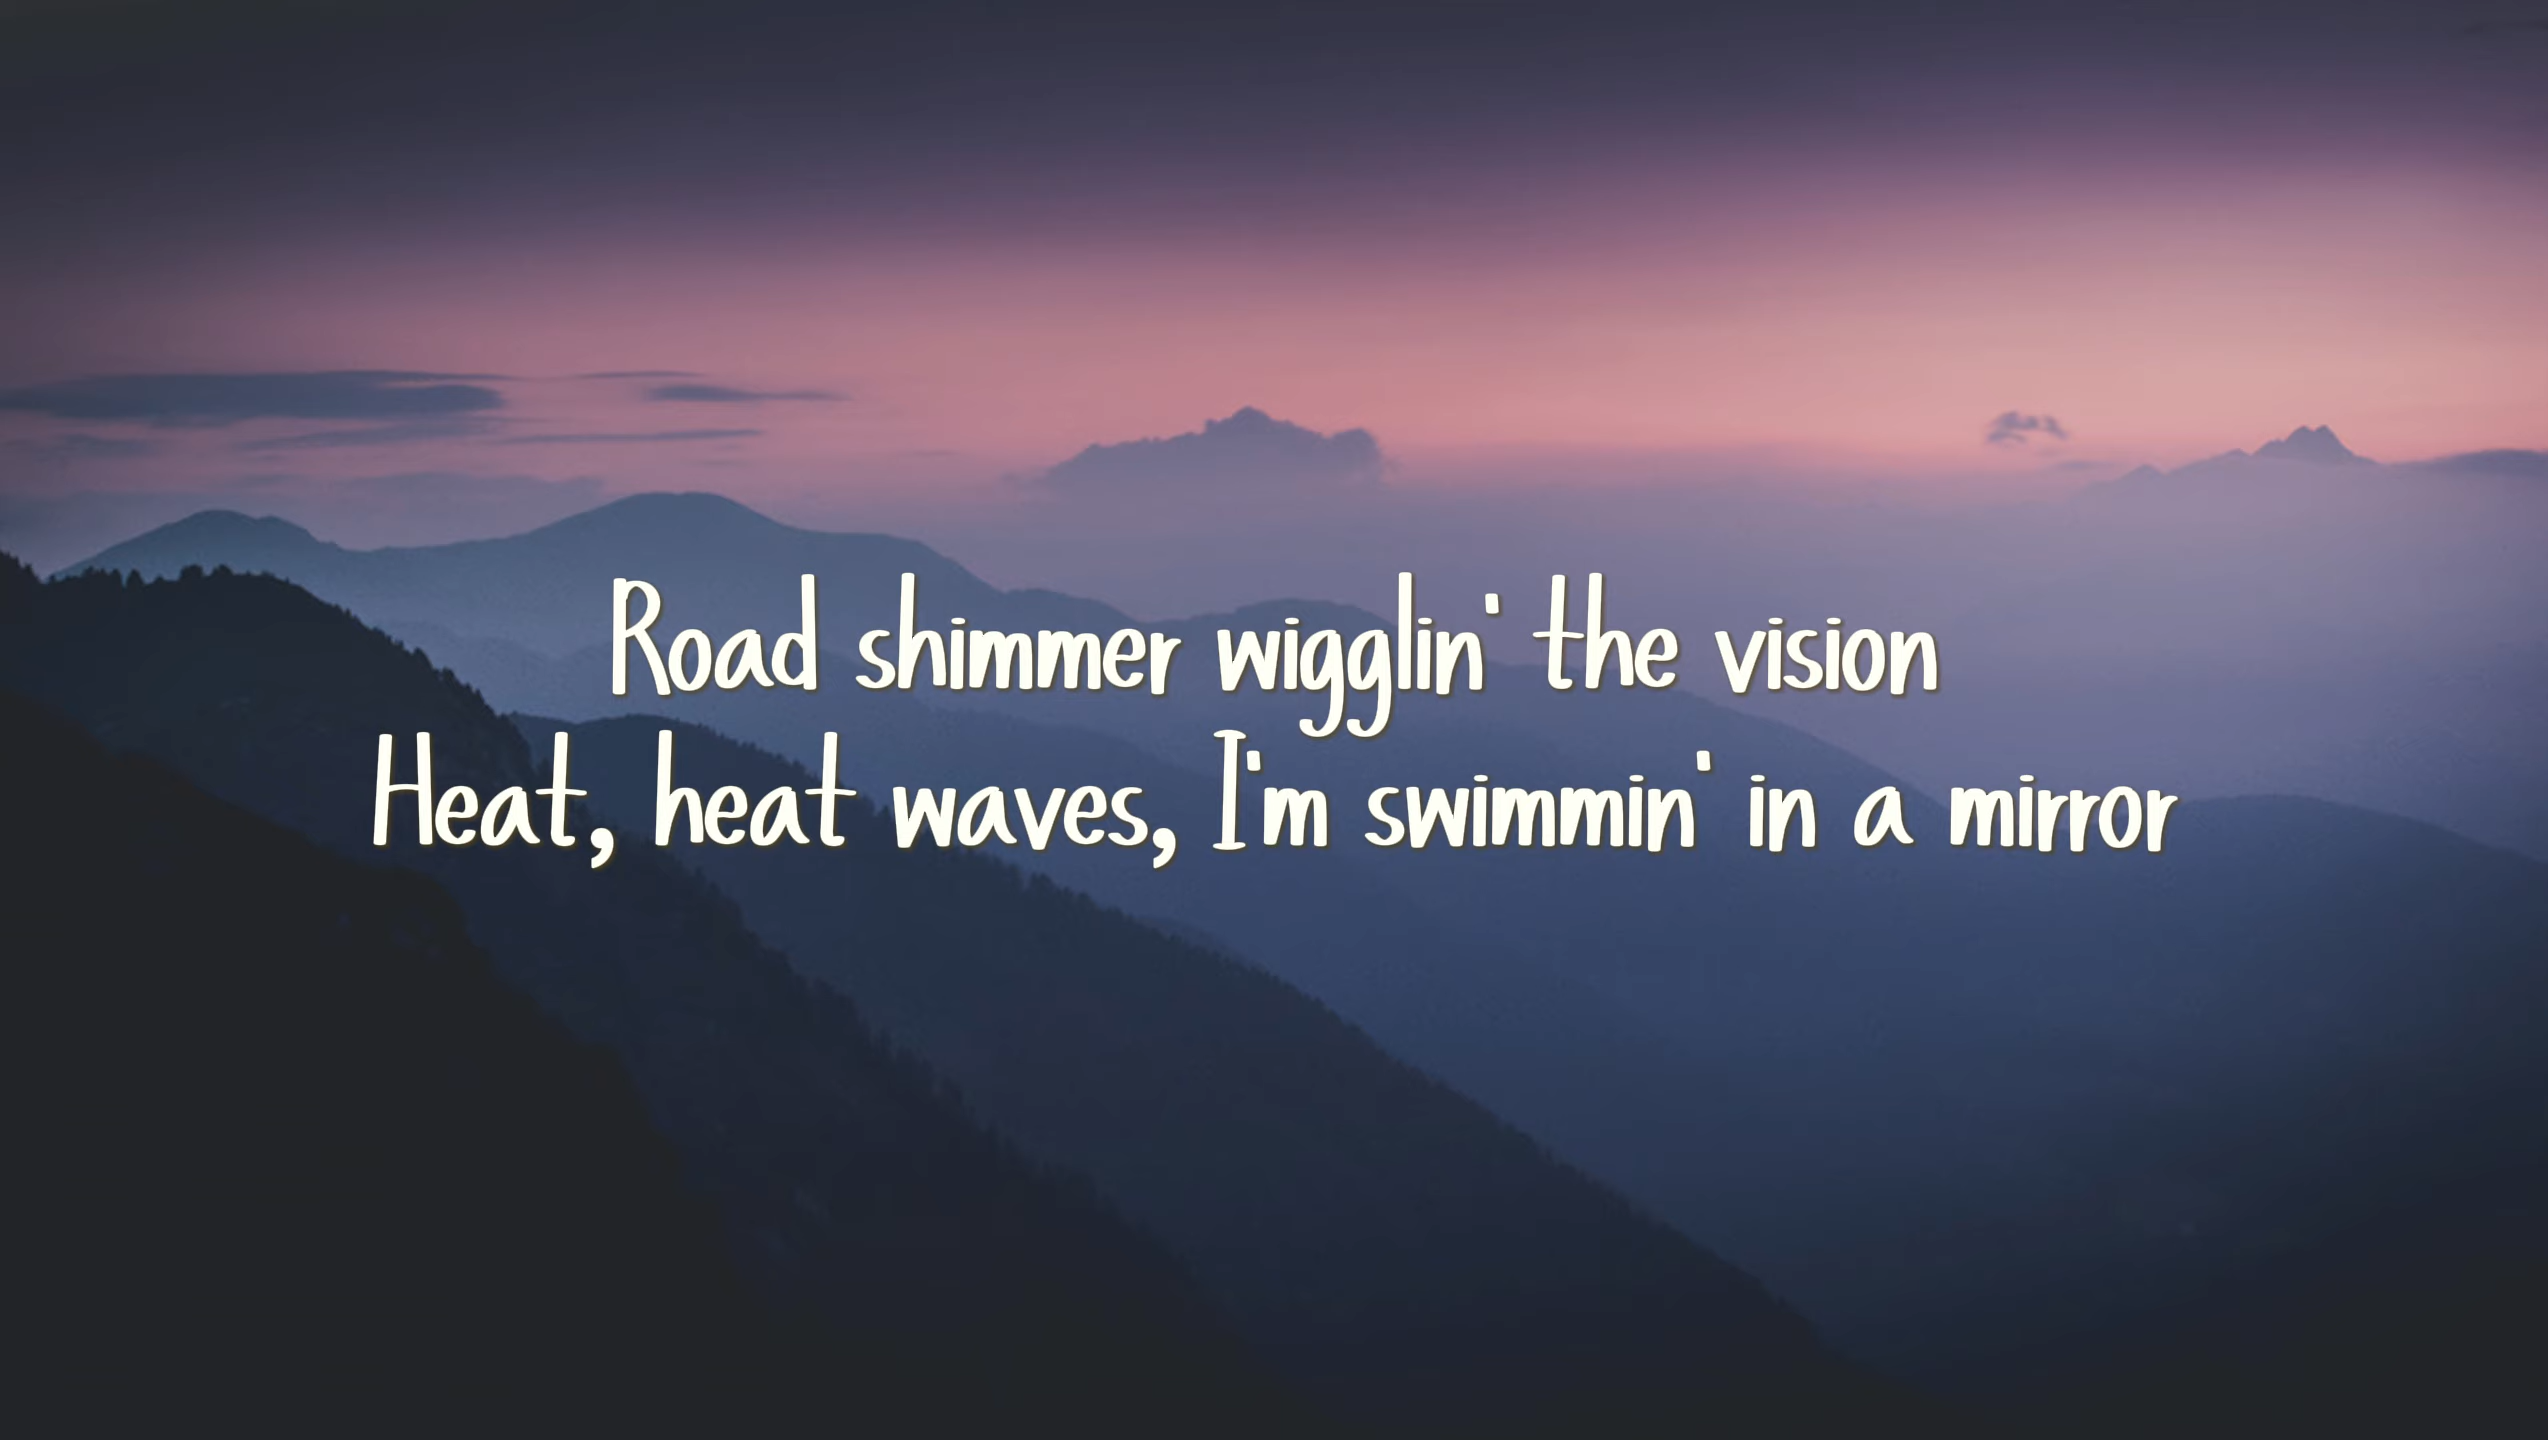 Road shimmer wigglin' the vision
Heat, heat waves, I'm swimmin' in a mirror